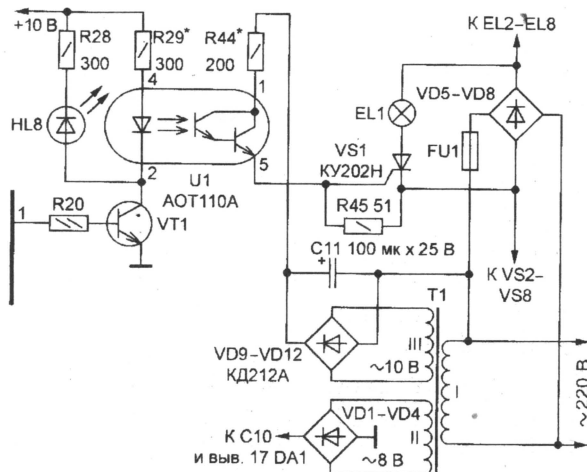 +10 В
R28
300
R29*
300
R44*
200
4
1
HL8
2
5
U1
АОТ110А
1
R20
VT1
К EL2–EL8
VD5–VD8
EL1
VS1
КУ202Н
FU1
R45 51
C11 100 мк x 25 В
+
К VS2–
VS8
T1
VD9–VD12
КД212А
III
~10 В
I
~220 В
VD1–VD4
II
~8 В
К С10
и выв. 17 DA1